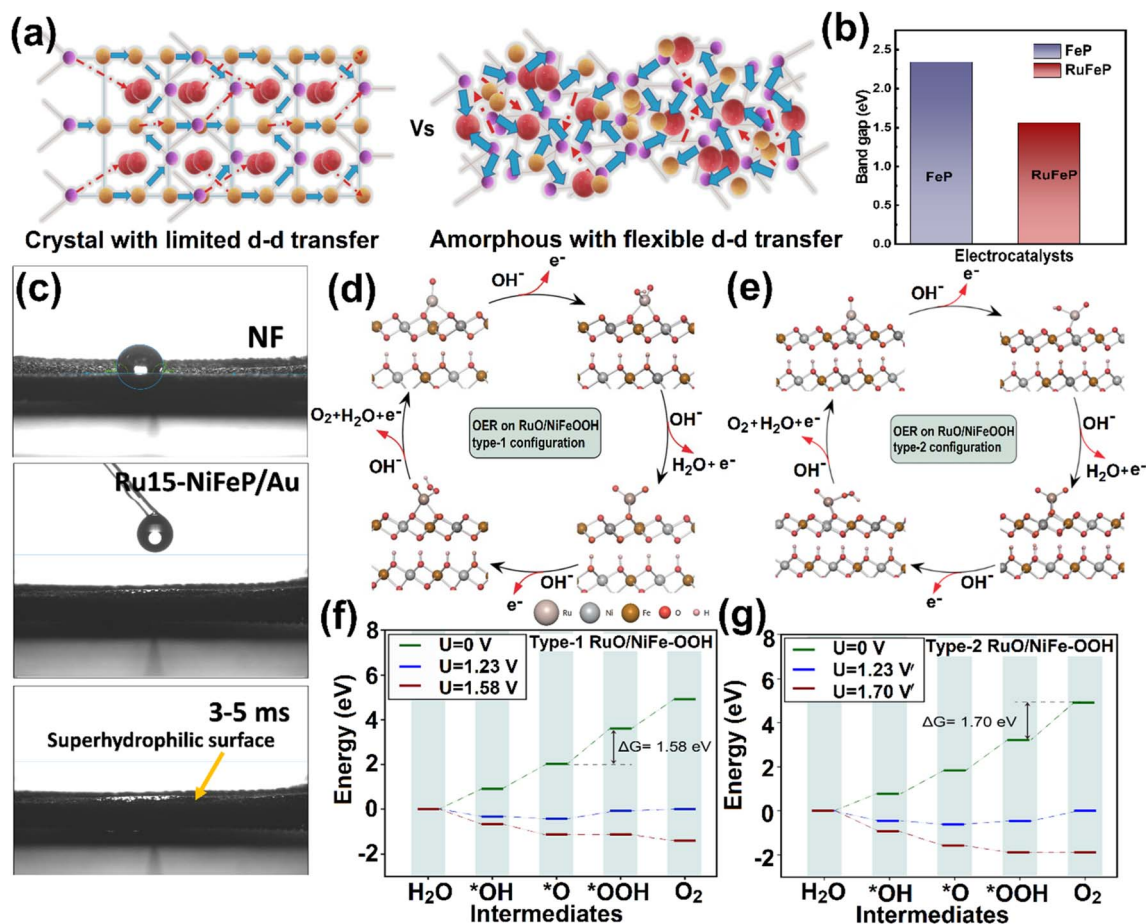 (a)
Vs
Crystal with limited d-d transfer
Amorphous with flexible d-d transfer
(b)
Band gap (eV)
2.5
2.0
1.5
1.0
0.5
0.0
FeP
RuFeP
FeP
RuFeP
Electrocatalysts
(c)
NF
Ru15-NiFeP/Au
3-5 ms
Superhydrophilic surface
(d)
OH-
e-
OH-
H2O+ e-
OH-
e-
OH-
O2+H2O+e-
OER on RuO/NiFeOOH
type-1 configuration
Ru Ni Fe O H
(e)
OH-
e-
OH-
H2O+e-
OH-
e-
OH-
O2+H2O+e-
OER on RuO/NiFeOOH
type-2 configuration
(f)
Type-1 RuO/NiFe-OOH
U=0 V
U=1.23 V
U=1.58 V
ΔG= 1.58 eV
Energy (eV)
8
6
4
2
0
-2
H2O *OH *O *OOH O2
Intermediates
(g)
Type-2 RuO/NiFe-OOH
U=0 V
U=1.23 V′
U=1.70 V′
ΔG= 1.70 eV
Energy (eV)
8
6
4
2
0
-2
H2O *OH *O *OOH O2
Intermediates